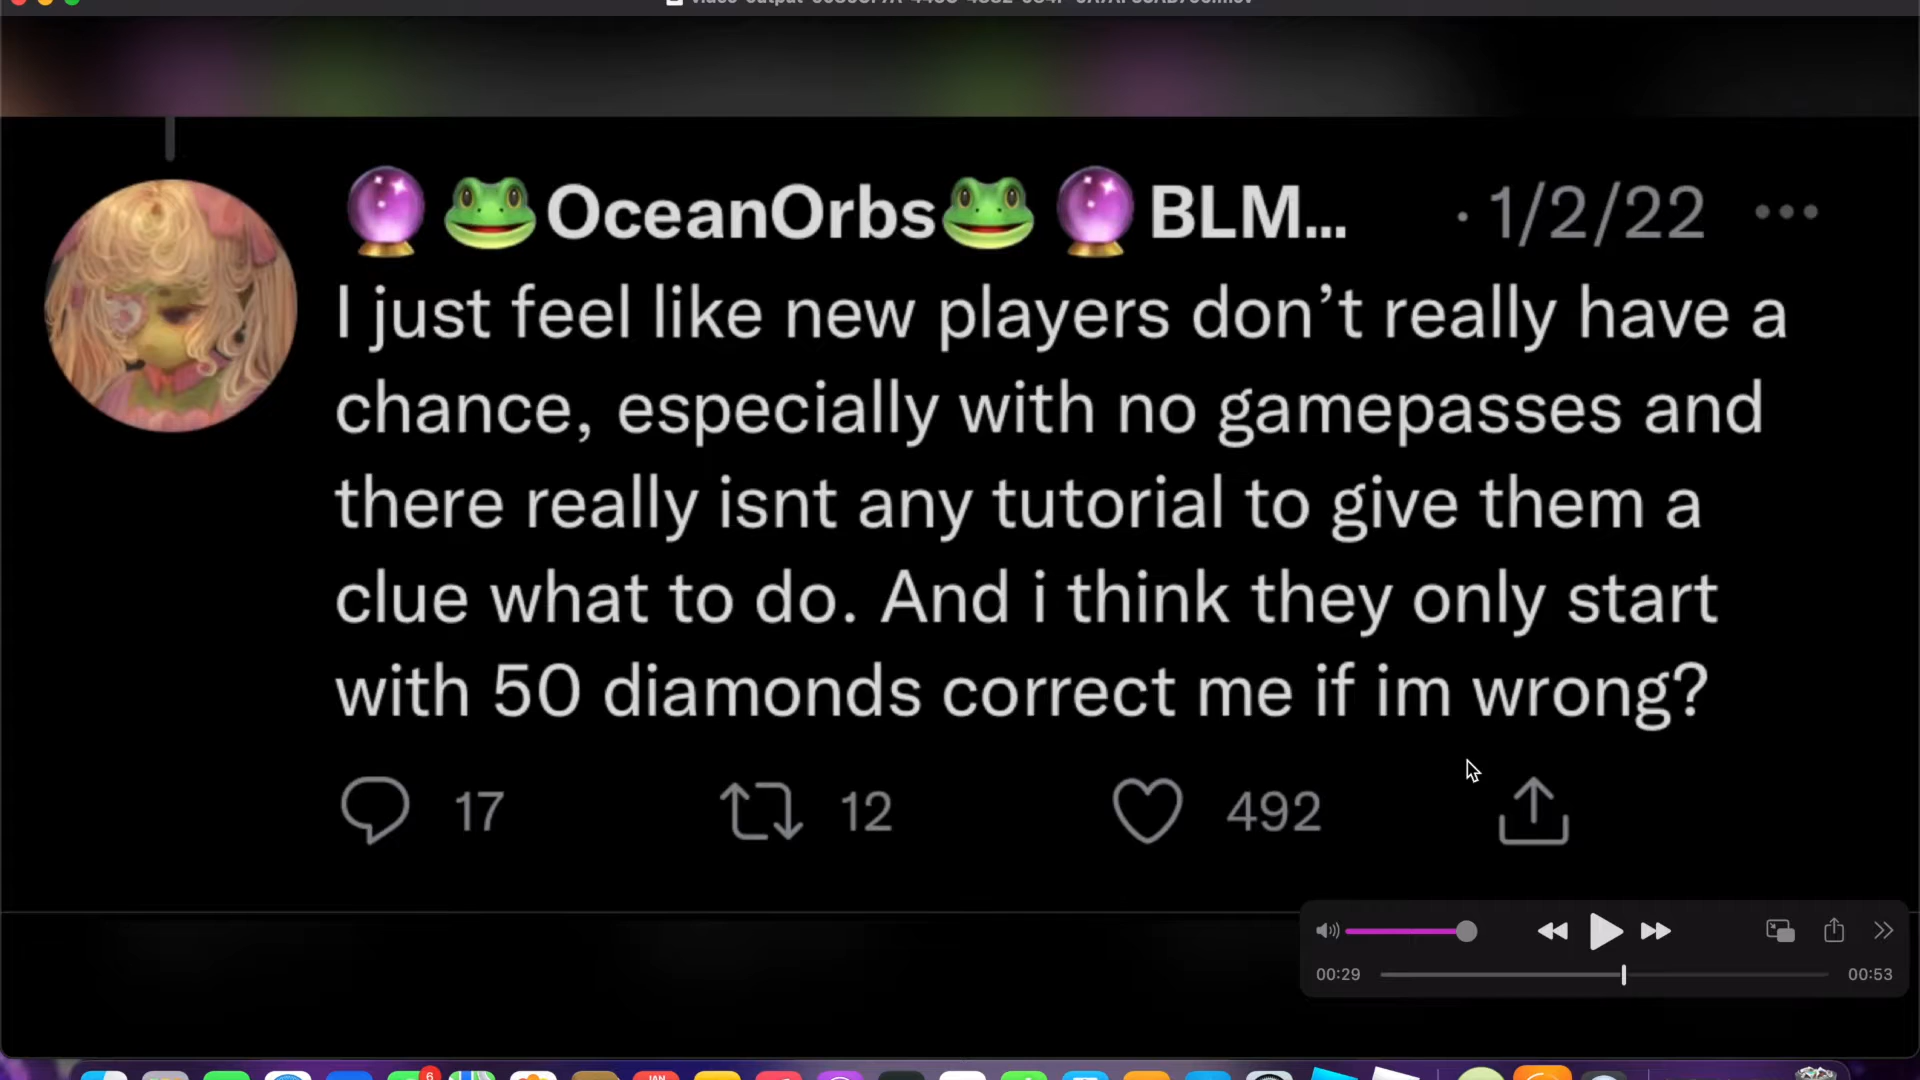 OceanOrbs BLM... · 1/2/22
I just feel like new players don’t really have a
chance, especially with no gamepasses and
there really isnt any tutorial to give them a
clue what to do. And i think they only start
with 50 diamonds correct me if im wrong?
17 12 492
00:29 00:53
6
JAN